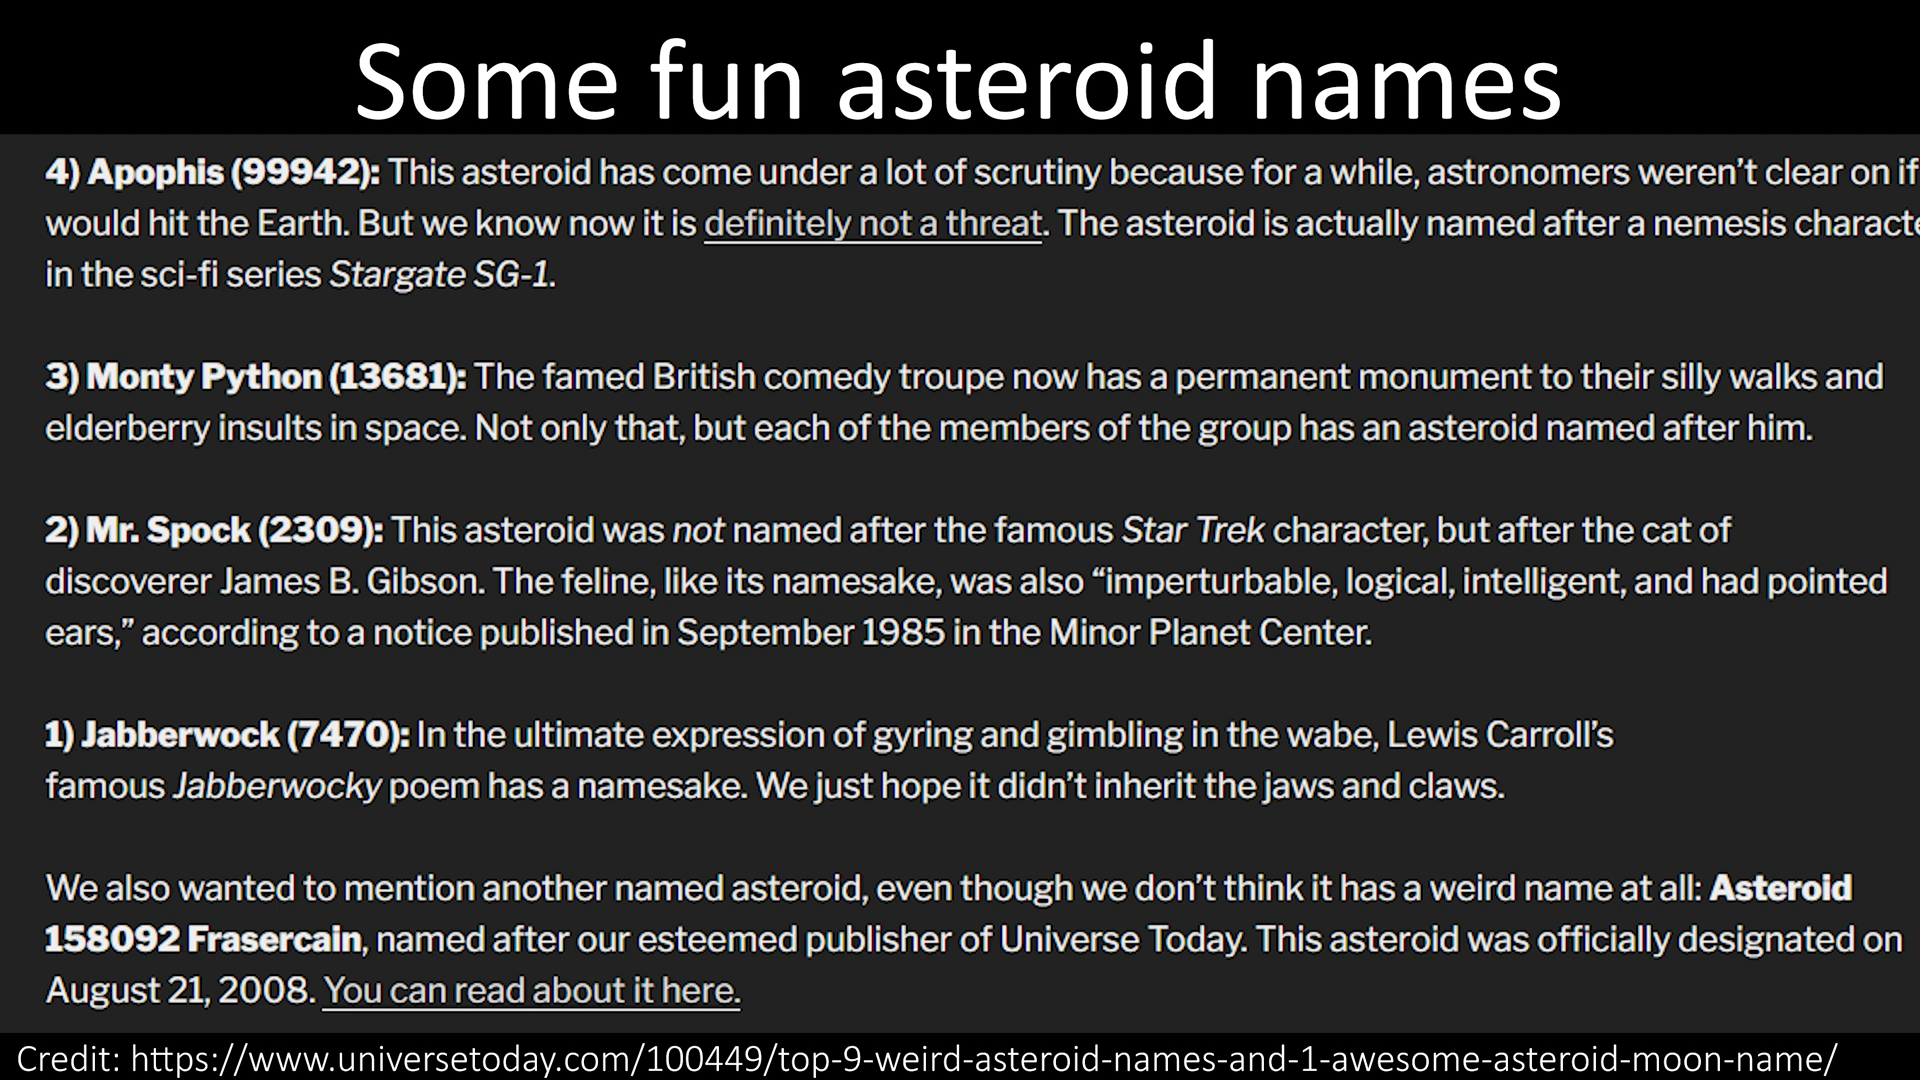 Some fun asteroid names
4) Apophis (99942): This asteroid has come under a lot of scrutiny because for a while, astronomers weren’t clear on if
would hit the Earth. But we know now it is definitely not a threat. The asteroid is actually named after a nemesis characte
in the sci-fi series Stargate SG-1.
3) Monty Python (13681): The famed British comedy troupe now has a permanent monument to their silly walks and
elderberry insults in space. Not only that, but each of the members of the group has an asteroid named after him.
2) Mr. Spock (2309): This asteroid was not named after the famous Star Trek character, but after the cat of
discoverer James B. Gibson. The feline, like its namesake, was also “imperturbable, logical, intelligent, and had pointed
ears,” according to a notice published in September 1985 in the Minor Planet Center.
1) Jabberwock (7470): In the ultimate expression of gyring and gimbling in the wabe, Lewis Carroll’s
famous Jabberwocky poem has a namesake. We just hope it didn’t inherit the jaws and claws.
We also wanted to mention another named asteroid, even though we don’t think it has a weird name at all: Asteroid
158092 Frasercain, named after our esteemed publisher of Universe Today. This asteroid was officially designated on
August 21, 2008. You can read about it here.
Credit: https://www.universetoday.com/100449/top-9-weird-asteroid-names-and-1-awesome-asteroid-moon-name/